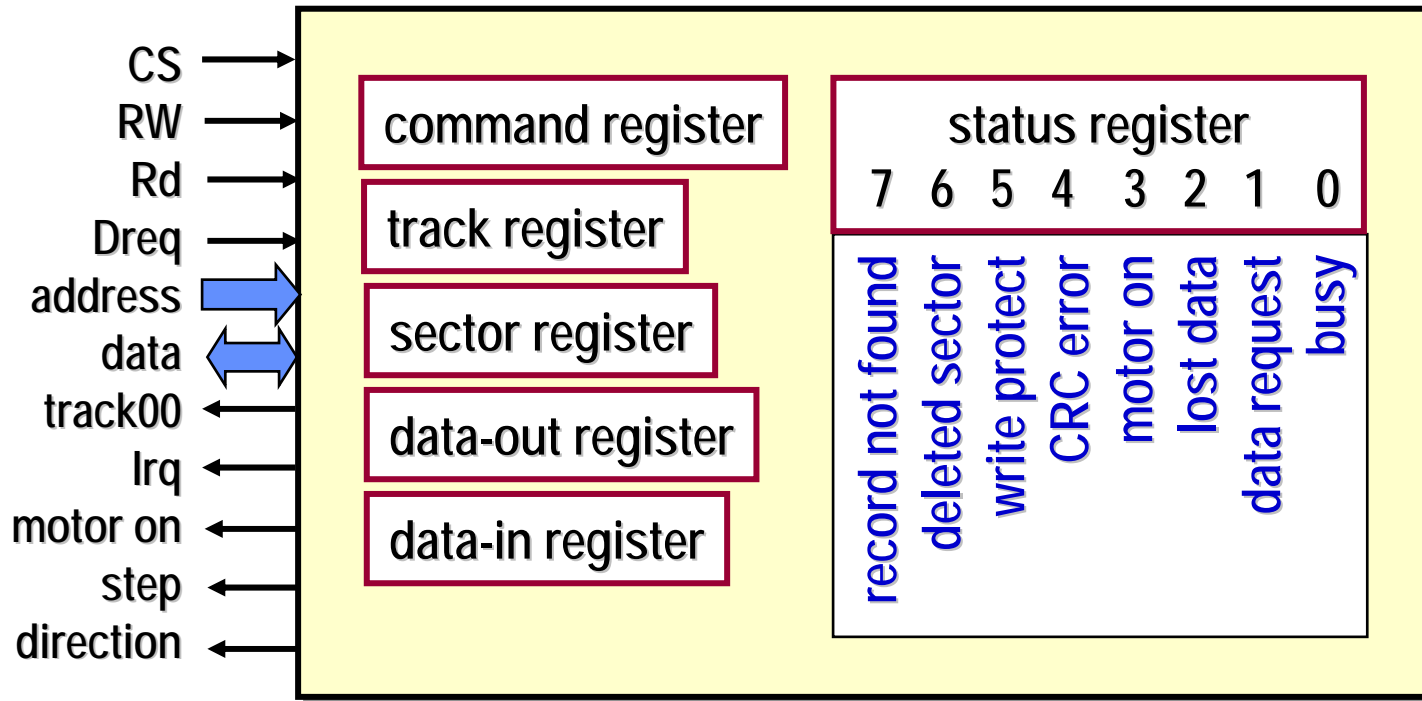 CS
RW
Rd
Dreq
address
data
track00
Irq
motor on
step
direction
command register
track register
sector register
data-out register
data-in register
status register
7 6 5 4 3 2 1 0
record not found
deleted sector
write protect
CRC error
motor on
lost data
data request
busy